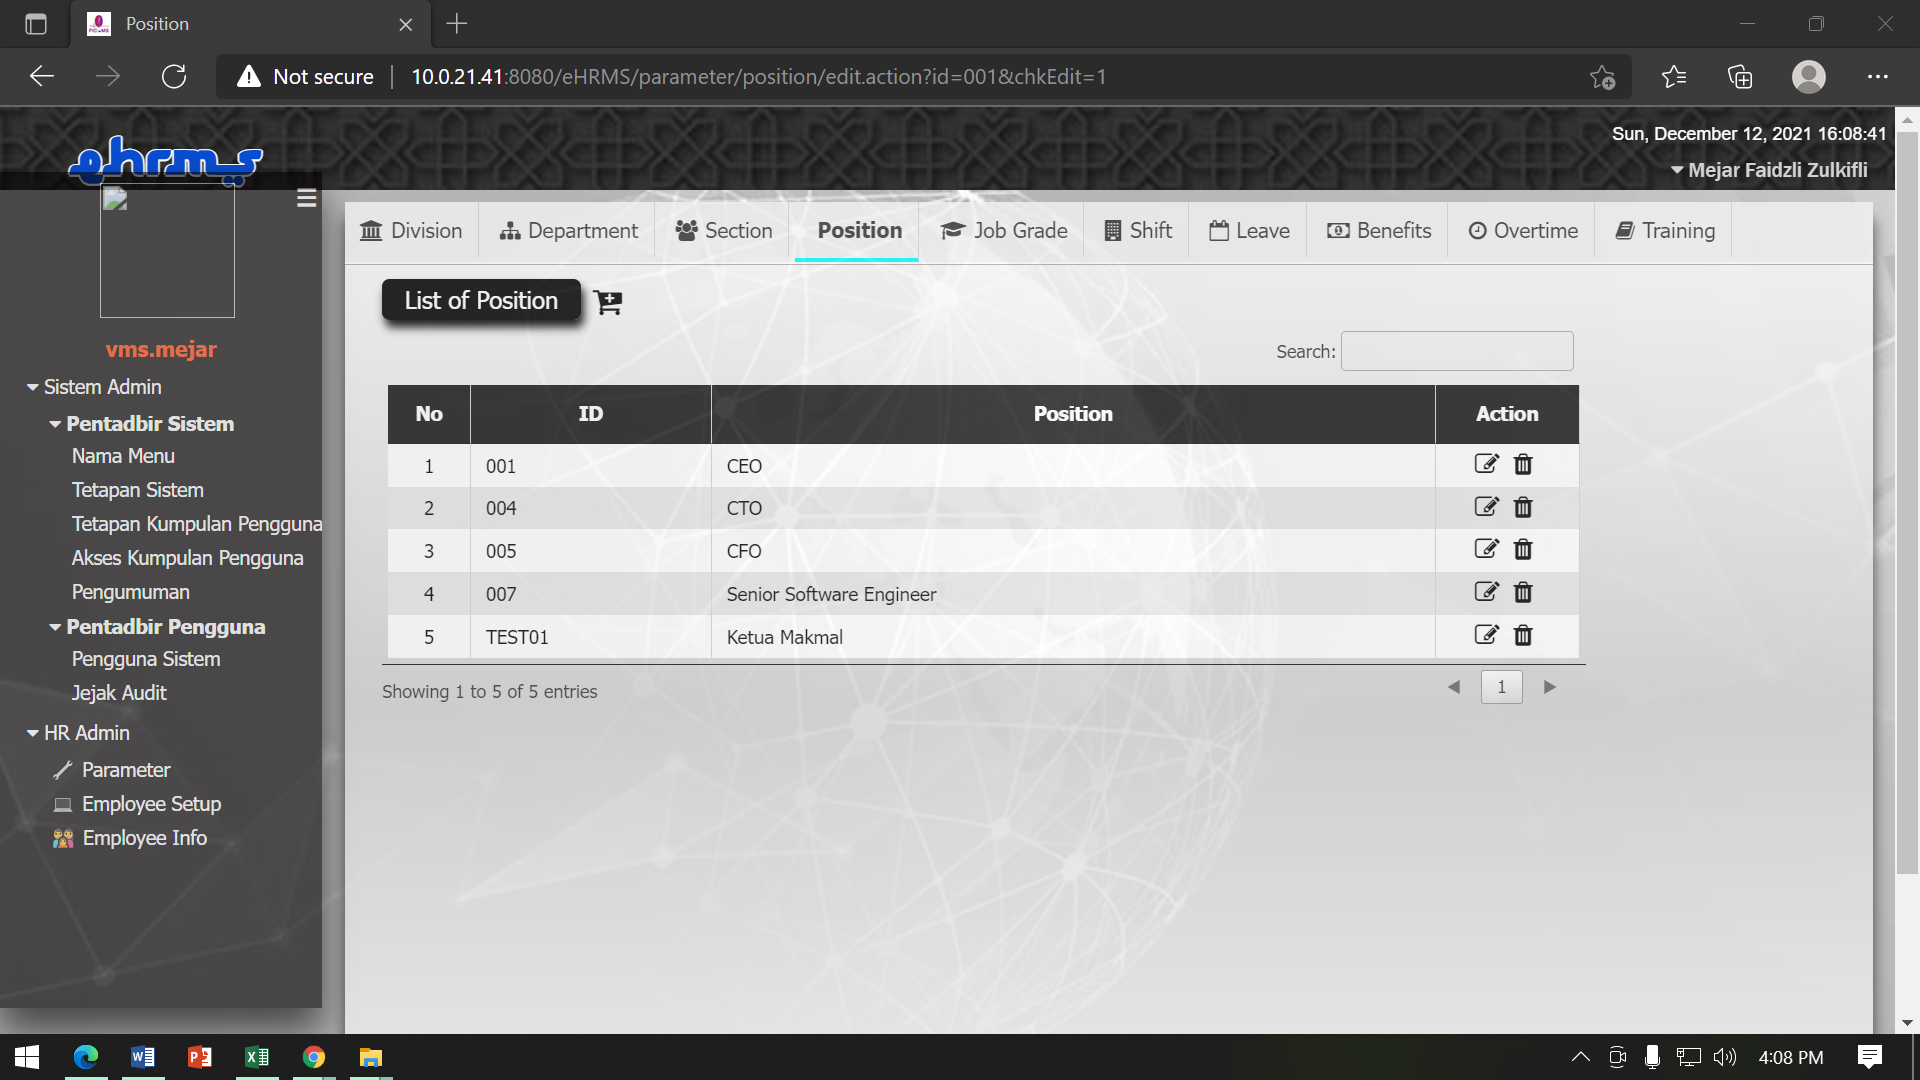 Position
Not secure
10.0.21.41:8080/eHRMS/parameter/position/edit.action?id=001&chkEdit=1
ehrms
Sun, December 12, 2021 16:08:41
Mejar Faidzli Zulkifli
Division
Department
Section
Position
Job Grade
Shift
Leave
Benefits
Overtime
Training
vms.mejar
Sistem Admin
Pentadbir Sistem
Nama Menu
Tetapan Sistem
Tetapan Kumpulan Pengguna
Akses Kumpulan Pengguna
Pengumuman
Pentadbir Pengguna
Pengguna Sistem
Jejak Audit
HR Admin
Parameter
Employee Setup
Employee Info
List of Position
Search:
No ID Position Action
1 001 CEO
2 004 CTO
3 005 CFO
4 007 Senior Software Engineer
5 TEST01 Ketua Makmal
Showing 1 to 5 of 5 entries
1
4:08 PM